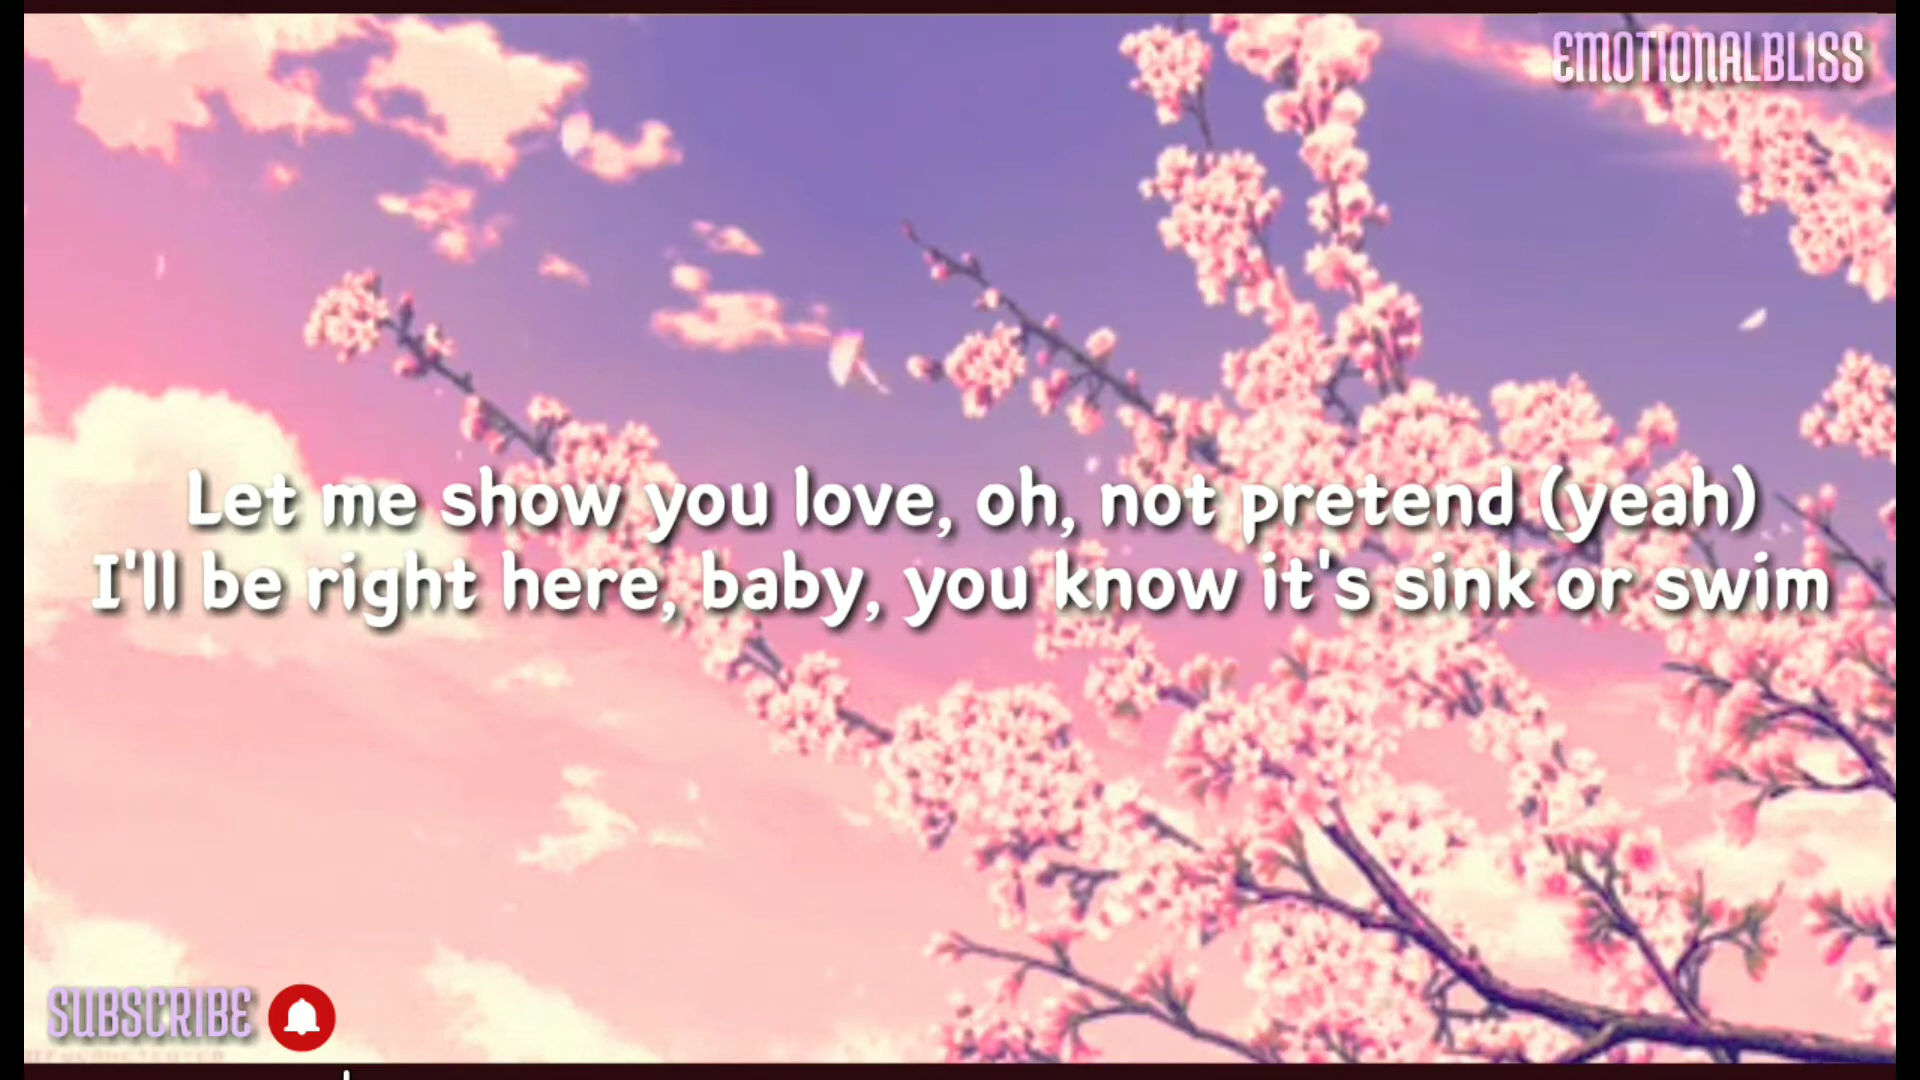 EMOTIONALBLISS
Let me show you love, oh, not pretend (yeah)
I'll be right here, baby, you know it's sink or swim
SUBSCRIBE